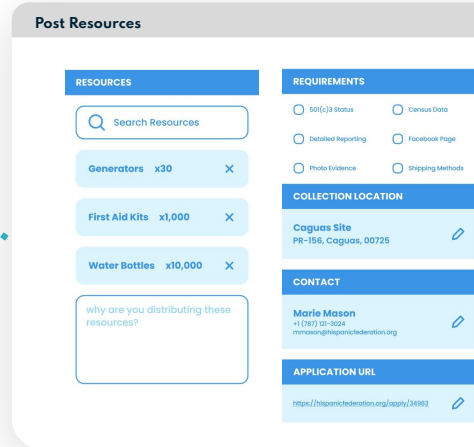 Post Resources
RESOURCES
Search Resources
Generators x30
First Aid Kits x1,000
Water Bottles x10,000
why are you distributing these
resources?
REQUIREMENTS
501(c)3 Status Census Data
Detailed Reporting Facebook Page
Photo Evidence Shipping Methods
COLLECTION LOCATION
Caguas Site
PR-156, Caguas, 00725
CONTACT
Marie Mason
+1 (787) 121-3024
mmason@hispanicfederation.org
APPLICATION URL
https://hispanicfederation.org/apply/34983